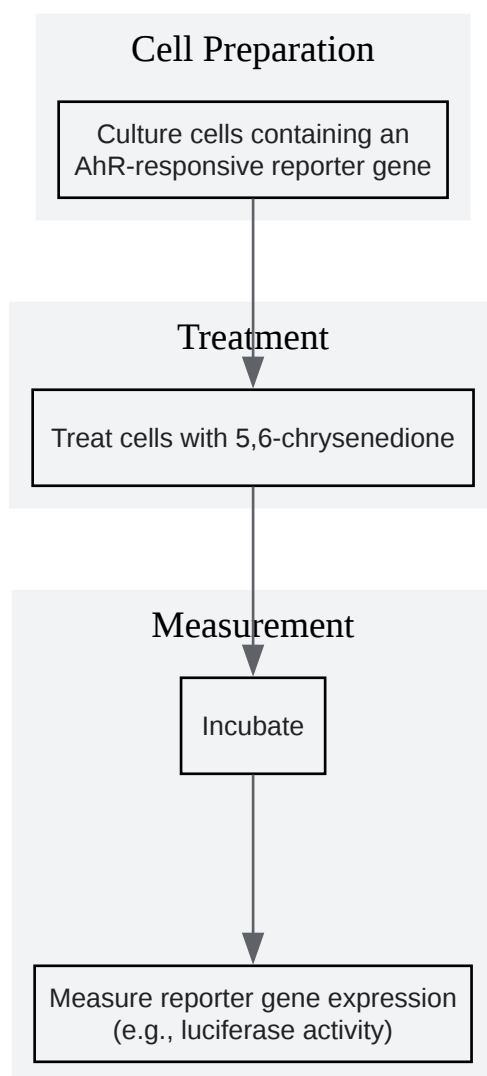 Cell Preparation
Culture cells containing an
AhR-responsive reporter gene
Treatment
Treat cells with 5,6-chrysenedione
Measurement
Incubate
Measure reporter gene expression
(e.g., luciferase activity)